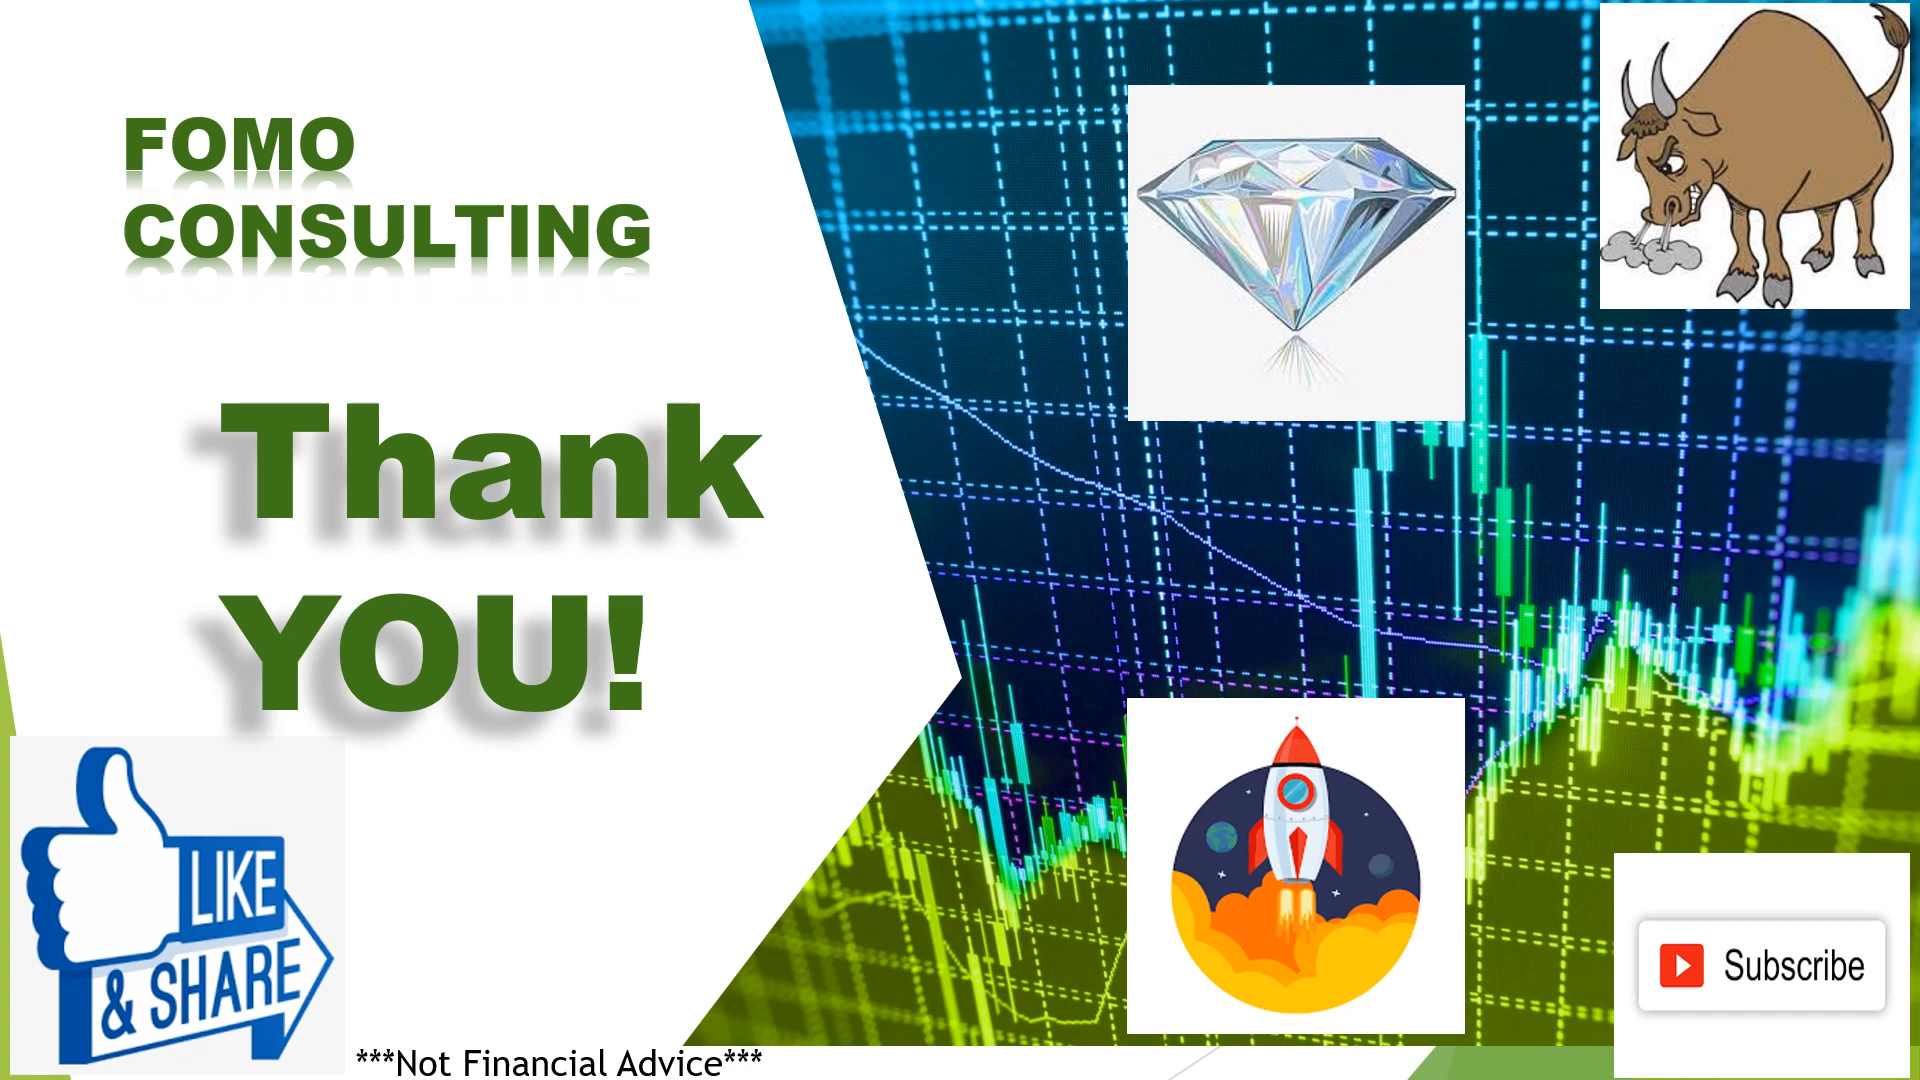 FOMO
CONSULTING
Thank
YOU!
LIKE
& SHARE
***Not Financial Advice***
Subscribe